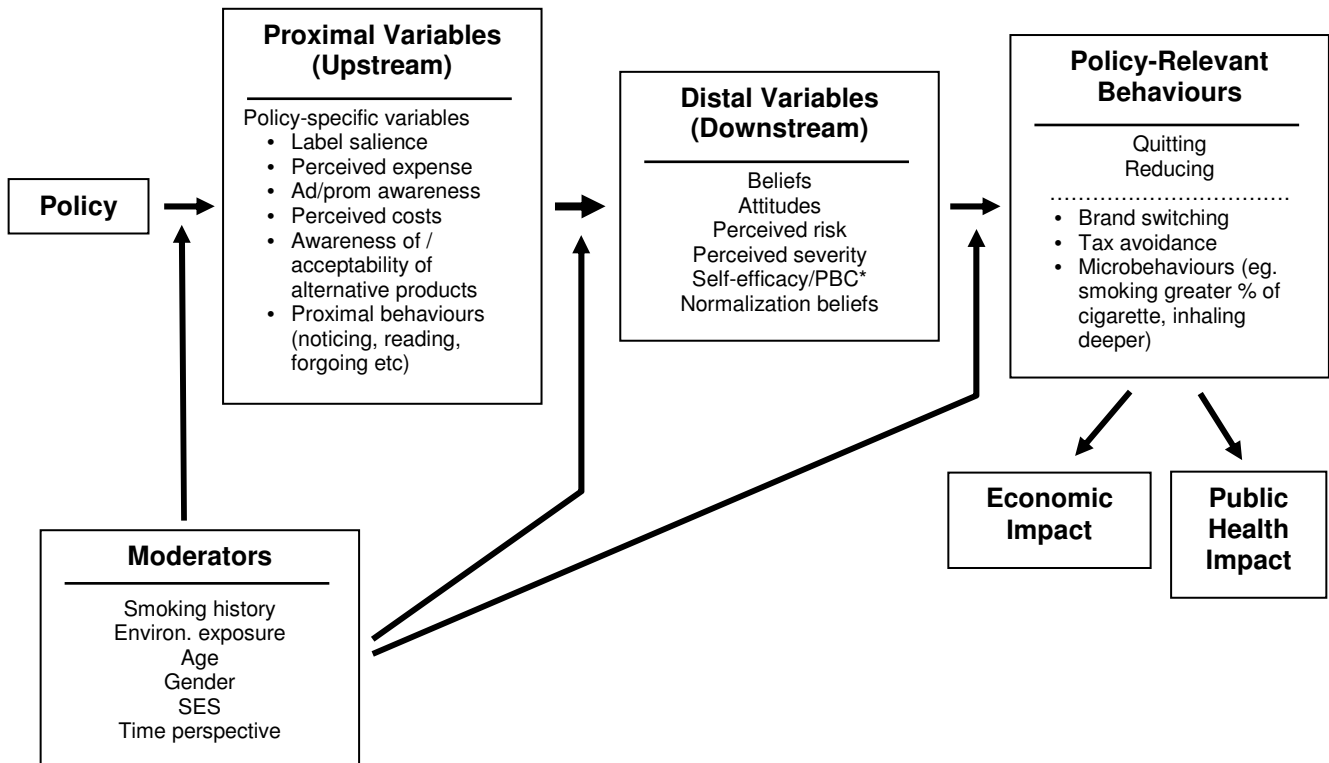 Policy
Proximal Variables
(Upstream)
Policy-specific variables
• Label salience
• Perceived expense
• Ad/prom awareness
• Perceived costs
• Awareness of /
acceptability of
alternative products
• Proximal behaviours
(noticing, reading,
forgoing etc)
Distal Variables
(Downstream)
Beliefs
Attitudes
Perceived risk
Perceived severity
Self-efficacy/PBC*
Normalization beliefs
Policy-Relevant
Behaviours
Quitting
Reducing
……………………………
• Brand switching
• Tax avoidance
• Microbehaviours (eg.
smoking greater % of
cigarette, inhaling
deeper)
Economic
Impact
Public
Health
Impact
Moderators
Smoking history
Environ. exposure
Age
Gender
SES
Time perspective